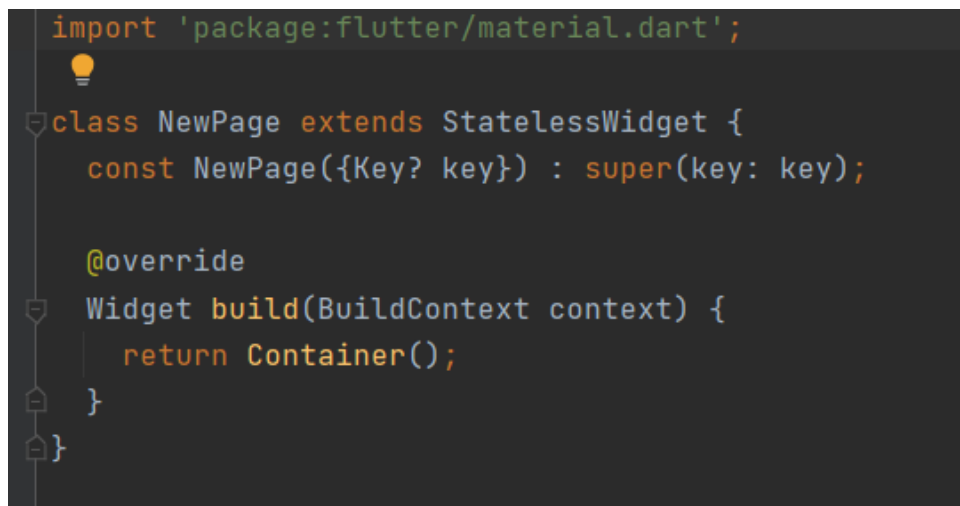 import 'package:flutter/material.dart';
class NewPage extends StatelessWidget {
const NewPage({Key? key}) : super(key: key);
@override
Widget build(BuildContext context) {
return Container();
}
}